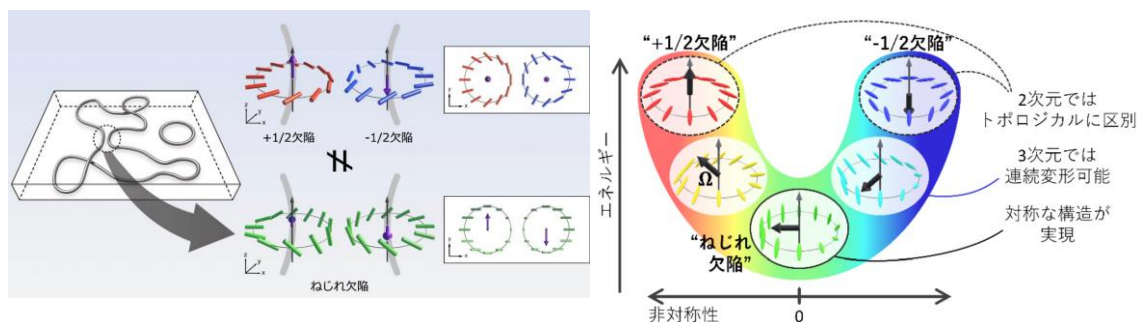 +1/2欠陥
-1/2欠陥
ねじれ欠陥
z
y
x
z
y
x
y
x
y
x
“+1/2欠陥”
“-1/2欠陥”
2次元では
トポロジカルに区別
3次元では
連続変形可能
対称な構造が
実現
エネルギー
Ω
“ねじれ
欠陥”
非対称性
0